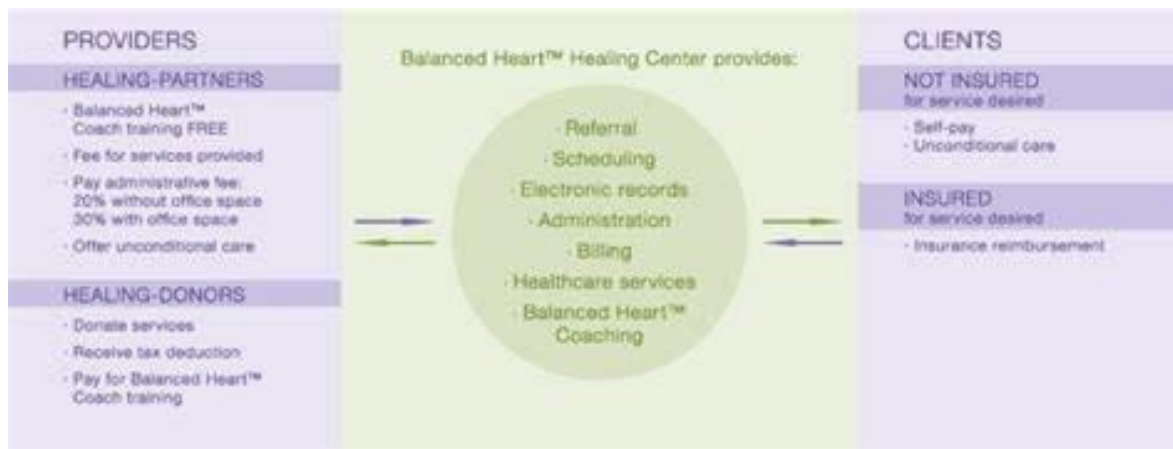 PROVIDERS
HEALING-PARTNERS
· Balanced Heart™
Coach training FREE
· Fee for services provided
· Pay administrative fee:
20% without office space
30% with office space
· Offer unconditional care
HEALING-DONORS
· Donate services
· Receive tax deduction
· Pay for Balanced Heart™
Coach training
Balanced Heart™ Healing Center provides:
· Referral
· Scheduling
· Electronic records
· Administration
· Billing
· Healthcare services
· Balanced Heart™
Coaching
CLIENTS
NOT INSURED
for service desired
· Self-pay
· Unconditional care
INSURED
for service desired
· Insurance reimbursement